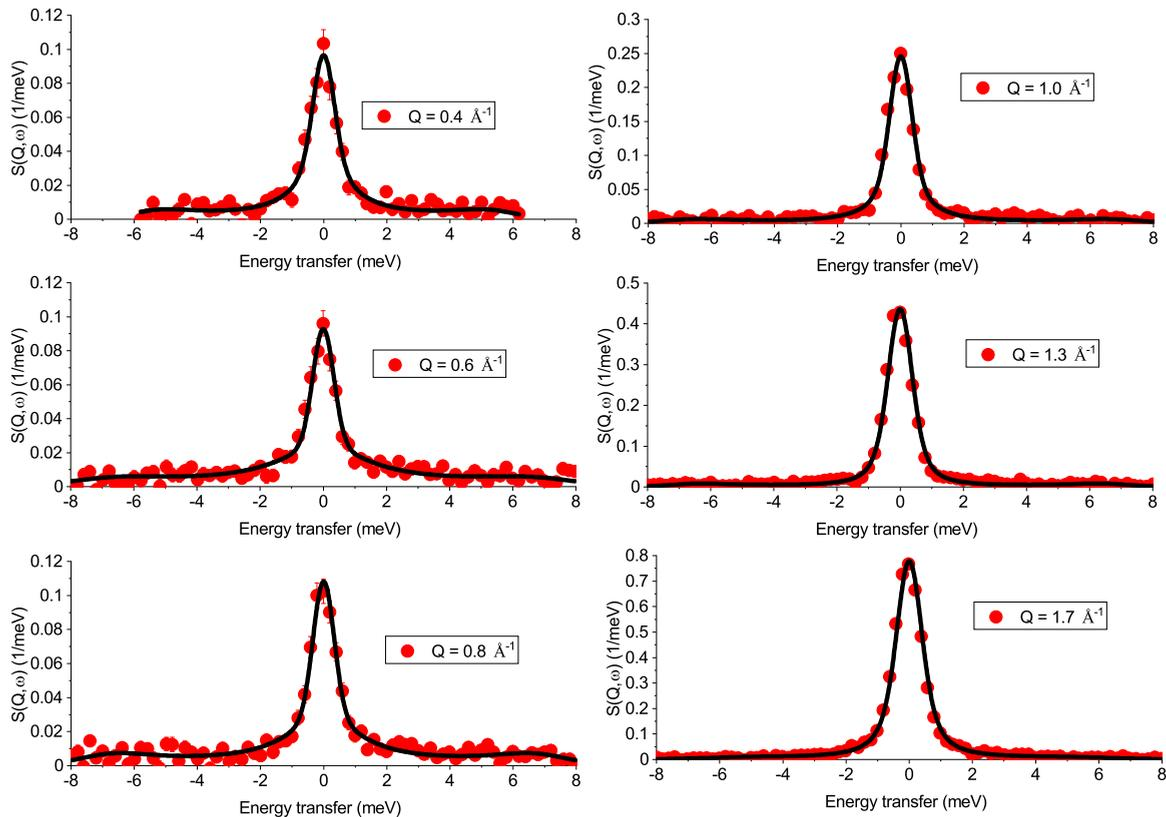 0.12
0.1
0.08
0.06
0.04
0.02
0
S(Q,ω) (1/meV)
Q = 0.4 Å⁻¹
-8 -6 -4 -2 0 2 4 6 8
Energy transfer (meV)
0.3
0.25
0.2
0.15
0.1
0.05
0
S(Q,ω) (1/meV)
Q = 1.0 Å⁻¹
-8 -6 -4 -2 0 2 4 6 8
Energy transfer (meV)
0.12
0.1
0.08
0.06
0.04
0.02
0
S(Q,ω) (1/meV)
Q = 0.6 Å⁻¹
-8 -6 -4 -2 0 2 4 6 8
Energy transfer (meV)
0.5
0.4
0.3
0.2
0.1
0
S(Q,ω) (1/meV)
Q = 1.3 Å⁻¹
-8 -6 -4 -2 0 2 4 6 8
Energy transfer (meV)
0.12
0.1
0.08
0.06
0.04
0.02
0
S(Q,ω) (1/meV)
Q = 0.8 Å⁻¹
-8 -6 -4 -2 0 2 4 6 8
Energy transfer (meV)
0.8
0.7
0.6
0.5
0.4
0.3
0.2
0.1
0
S(Q,ω) (1/meV)
Q = 1.7 Å⁻¹
-8 -6 -4 -2 0 2 4 6 8
Energy transfer (meV)